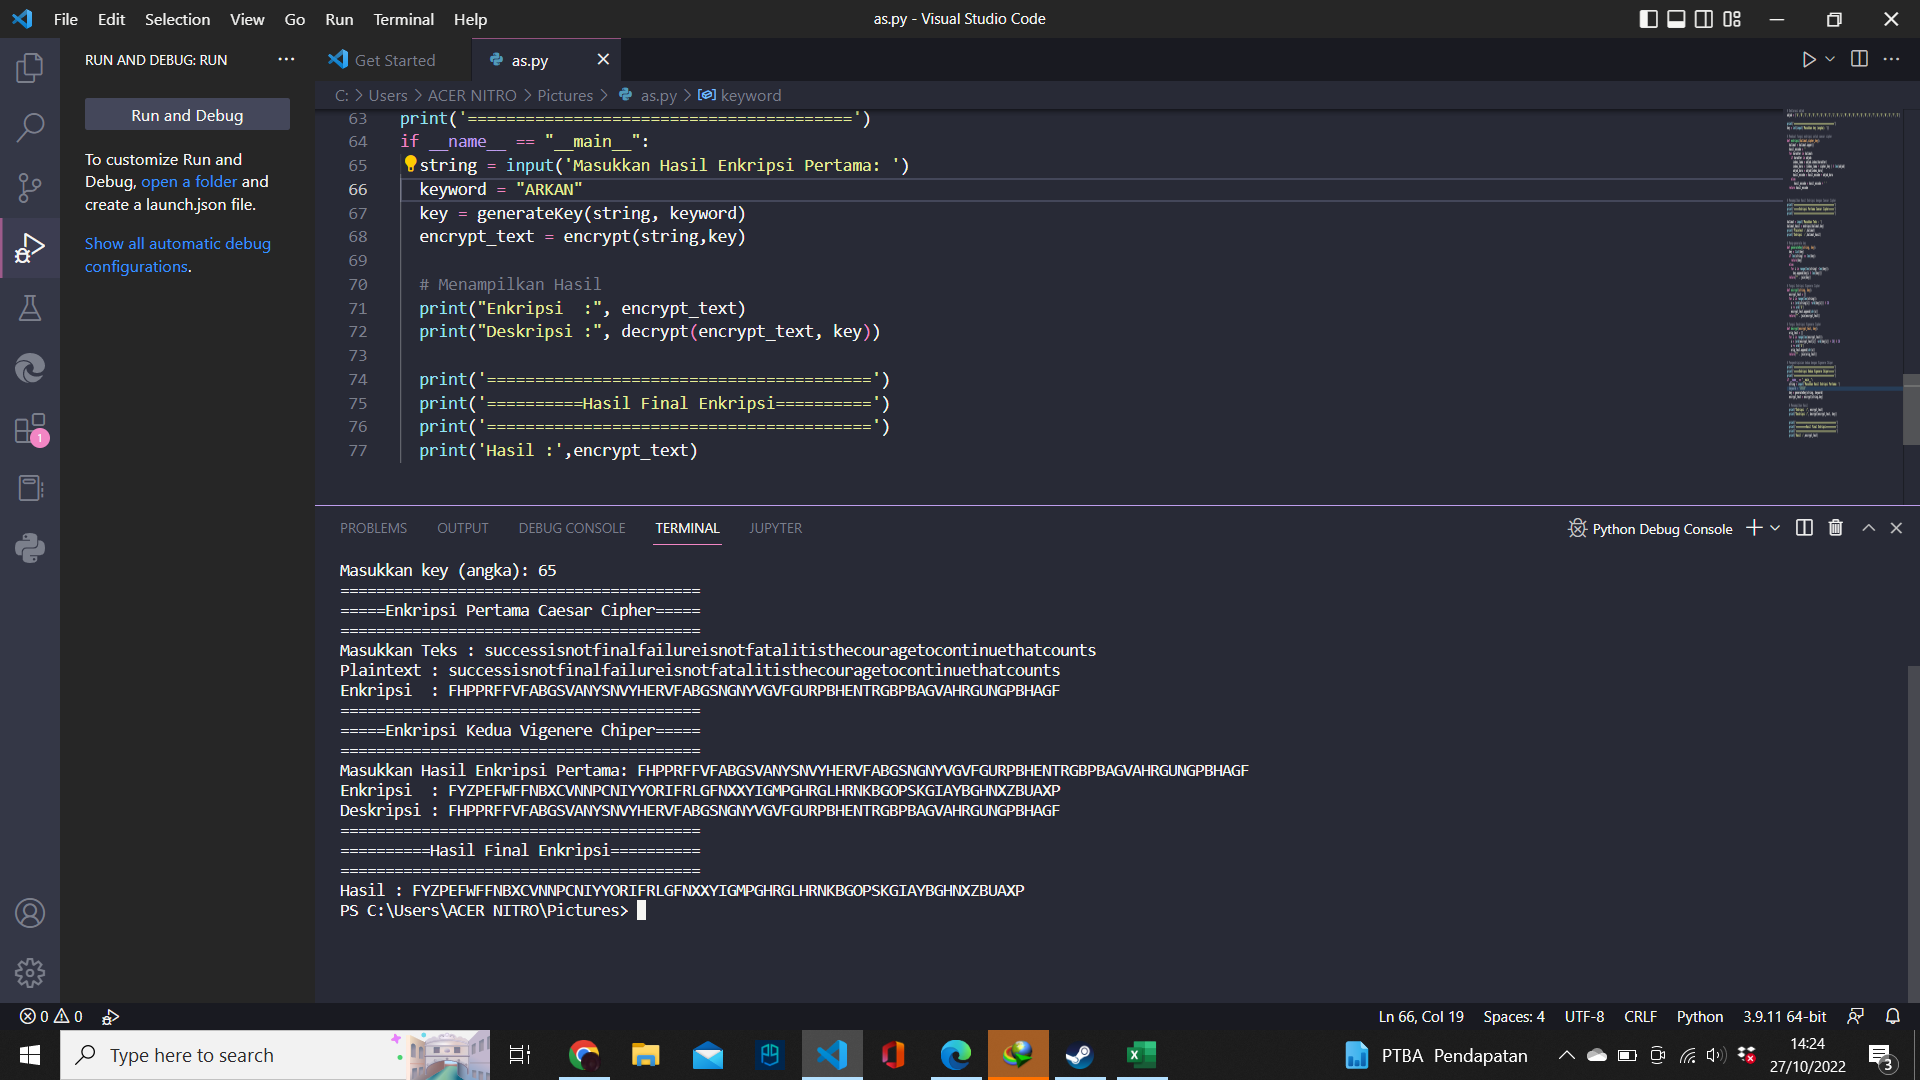 File Edit Selection View Go Run Terminal Help
as.py - Visual Studio Code
RUN AND DEBUG: RUN
Get Started
as.py
Run and Debug
C: > Users > ACER NITRO > Pictures > as.py > keyword
To customize Run and
Debug, open a folder and
create a launch.json file.
Show all automatic debug
configurations.
63 print('========================================')
64 if __name__ == "__main__":
65 string = input('Masukkan Hasil Enkripsi Pertama: ')
66 keyword = "ARKAN"
67 key = generateKey(string, keyword)
68 encrypt_text = encrypt(string,key)
69
70 # Menampilkan Hasil
71 print("Enkripsi  :", encrypt_text)
72 print("Deskripsi :", decrypt(encrypt_text, key))
73
74 print('========================================')
75 print('==========Hasil Final Enkripsi==========')
76 print('========================================')
77 print('Hasil :',encrypt_text)
1
PROBLEMS OUTPUT DEBUG CONSOLE TERMINAL JUPYTER
Python Debug Console
Masukkan key (angka): 65
========================================
=====Enkripsi Pertama Caesar Cipher=====
========================================
Masukkan Teks : successisnotfinalfailureisnotfatalitisthecouragetocontinuethatcounts
Plaintext : successisnotfinalfailureisnotfatalitisthecouragetocontinuethatcounts
Enkripsi  : FHPPRFFVFABGSVANYSNVYHERVFABGSNGNYVGVFGURPBHENTRGBPBAGVAHRGUNGPBHAGF
========================================
=====Enkripsi Kedua Vigenere Chiper=====
========================================
Masukkan Hasil Enkripsi Pertama: FHPPRFFVFABGSVANYSNVYHERVFABGSNGNYVGVFGURPBHENTRGBPBAGVAHRGUNGPBHAGF
Enkripsi  : FYZPEFWFFNBXCVNNPCNIYYORIFRLGFNXXYIGMPGHRGLHRNKBGOPSKGIAYBGHNXZBUAXP
Deskripsi : FHPPRFFVFABGSVANYSNVYHERVFABGSNGNYVGVFGURPBHENTRGBPBAGVAHRGUNGPBHAGF
========================================
==========Hasil Final Enkripsi==========
========================================
Hasil : FYZPEFWFFNBXCVNNPCNIYYORIFRLGFNXXYIGMPGHRGLHRNKBGOPSKGIAYBGHNXZBUAXP
PS C:\Users\ACER NITRO\Pictures>
0 0
Ln 66, Col 19 Spaces: 4 UTF-8 CRLF Python 3.9.11 64-bit
Type here to search
PTBA Pendapatan
14:24
27/10/2022
3